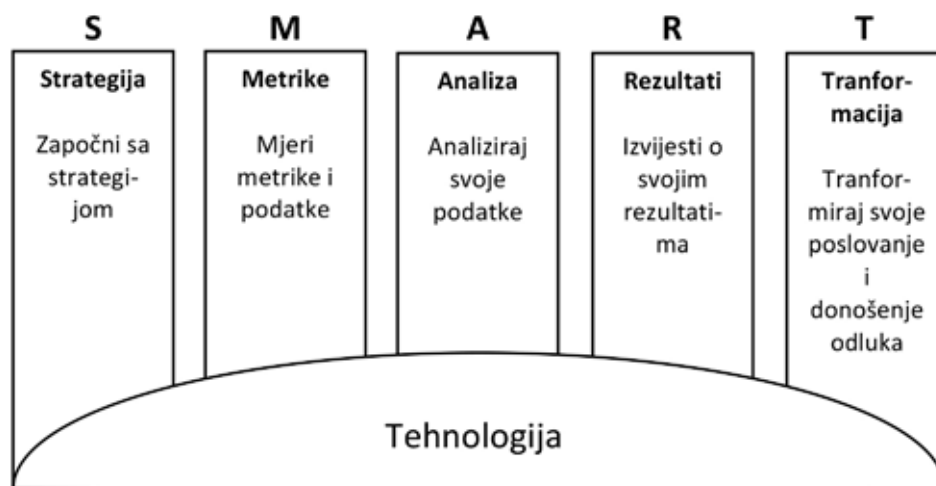 S
M
A
R
T
Strategija
Započni sa
strategi-
jom
Metrike
Mjeri
metrike i
podatke
Analiza
Analiziraj
svoje
podatke
Rezultati
Izvijesti o
svojim
rezultati-
ma
Tranfor-
macija
Tranfor-
miraj svoje
poslovanje
i
donošenje
odluka
Tehnologija